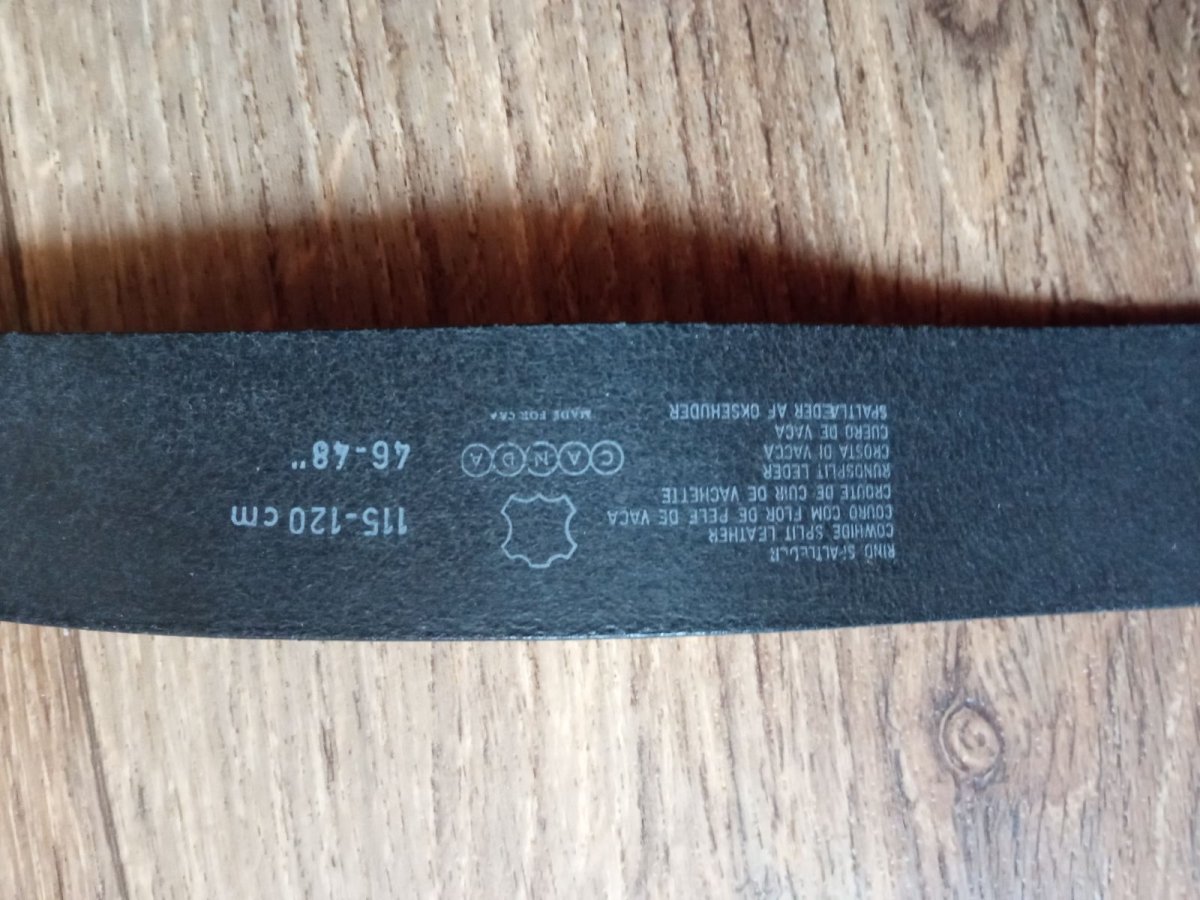 RIND SPALTLEDER
COWHIDE SPLIT LEATHER
COURO COM FLOR DE PELE DE VACA
CROUTE DE CUIR DE VACHETTE
RUNDSPLIT LEDER
CROSTA DI VACCA
CUERO DE VACA
SPALTLÆDER AF OKSEHUDER
CANDA
MADE FOR C&A
115-120 cm
46-48"